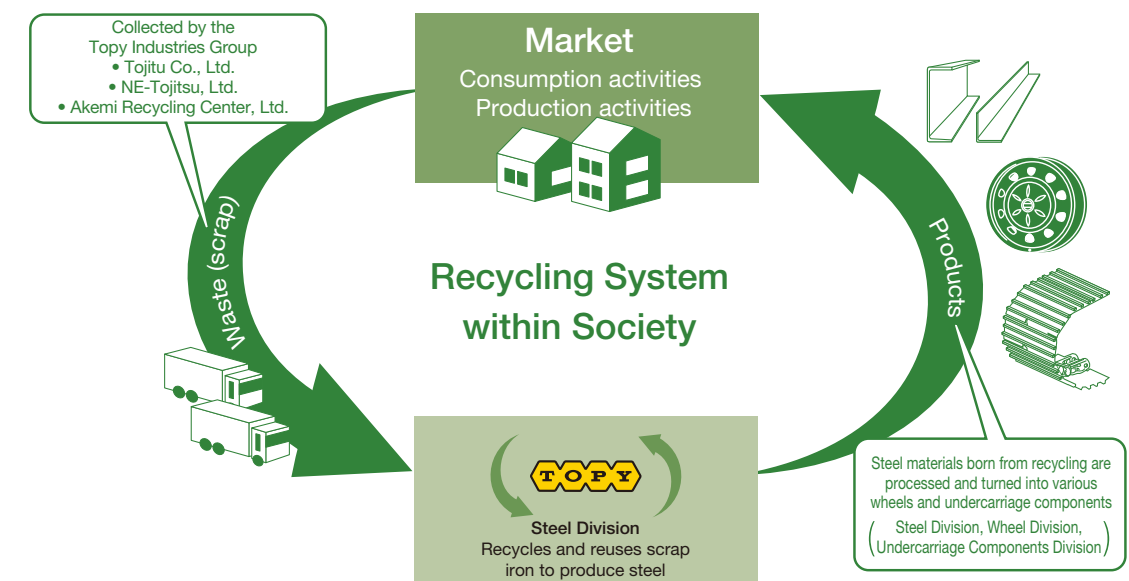 Collected by the
Topy Industries Group
• Tojitu Co., Ltd.
• NE-Tojitsu, Ltd.
• Akemi Recycling Center, Ltd.
Market
Consumption activities
Production activities
Waste (scrap)
Products
Recycling System
within Society
TOPY
Steel Division
Recycles and reuses scrap
iron to produce steel
Steel materials born from recycling are
processed and turned into various
wheels and undercarriage components
(Steel Division, Wheel Division,
Undercarriage Components Division)